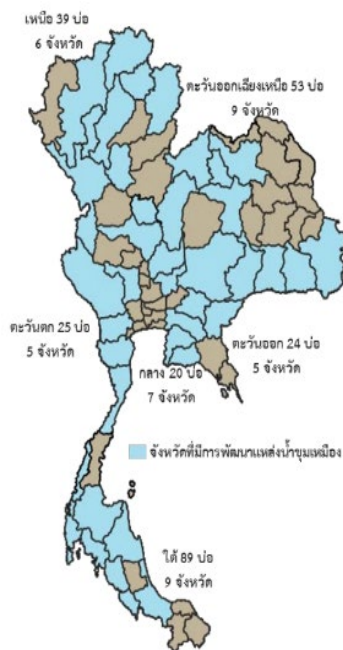 เหนือ 39 บ่อ
6 จังหวัด
ตะวันออกเฉียงเหนือ 53 บ่อ
9 จังหวัด
ตะวันตก 25 บ่อ
5 จังหวัด
ตะวันออก 24 บ่อ
5 จังหวัด
กลาง 20 บ่อ
7 จังหวัด
จังหวัดที่มีการพัฒนาแหล่งน้ำขุมเหมือง
ใต้ 89 บ่อ
9 จังหวัด